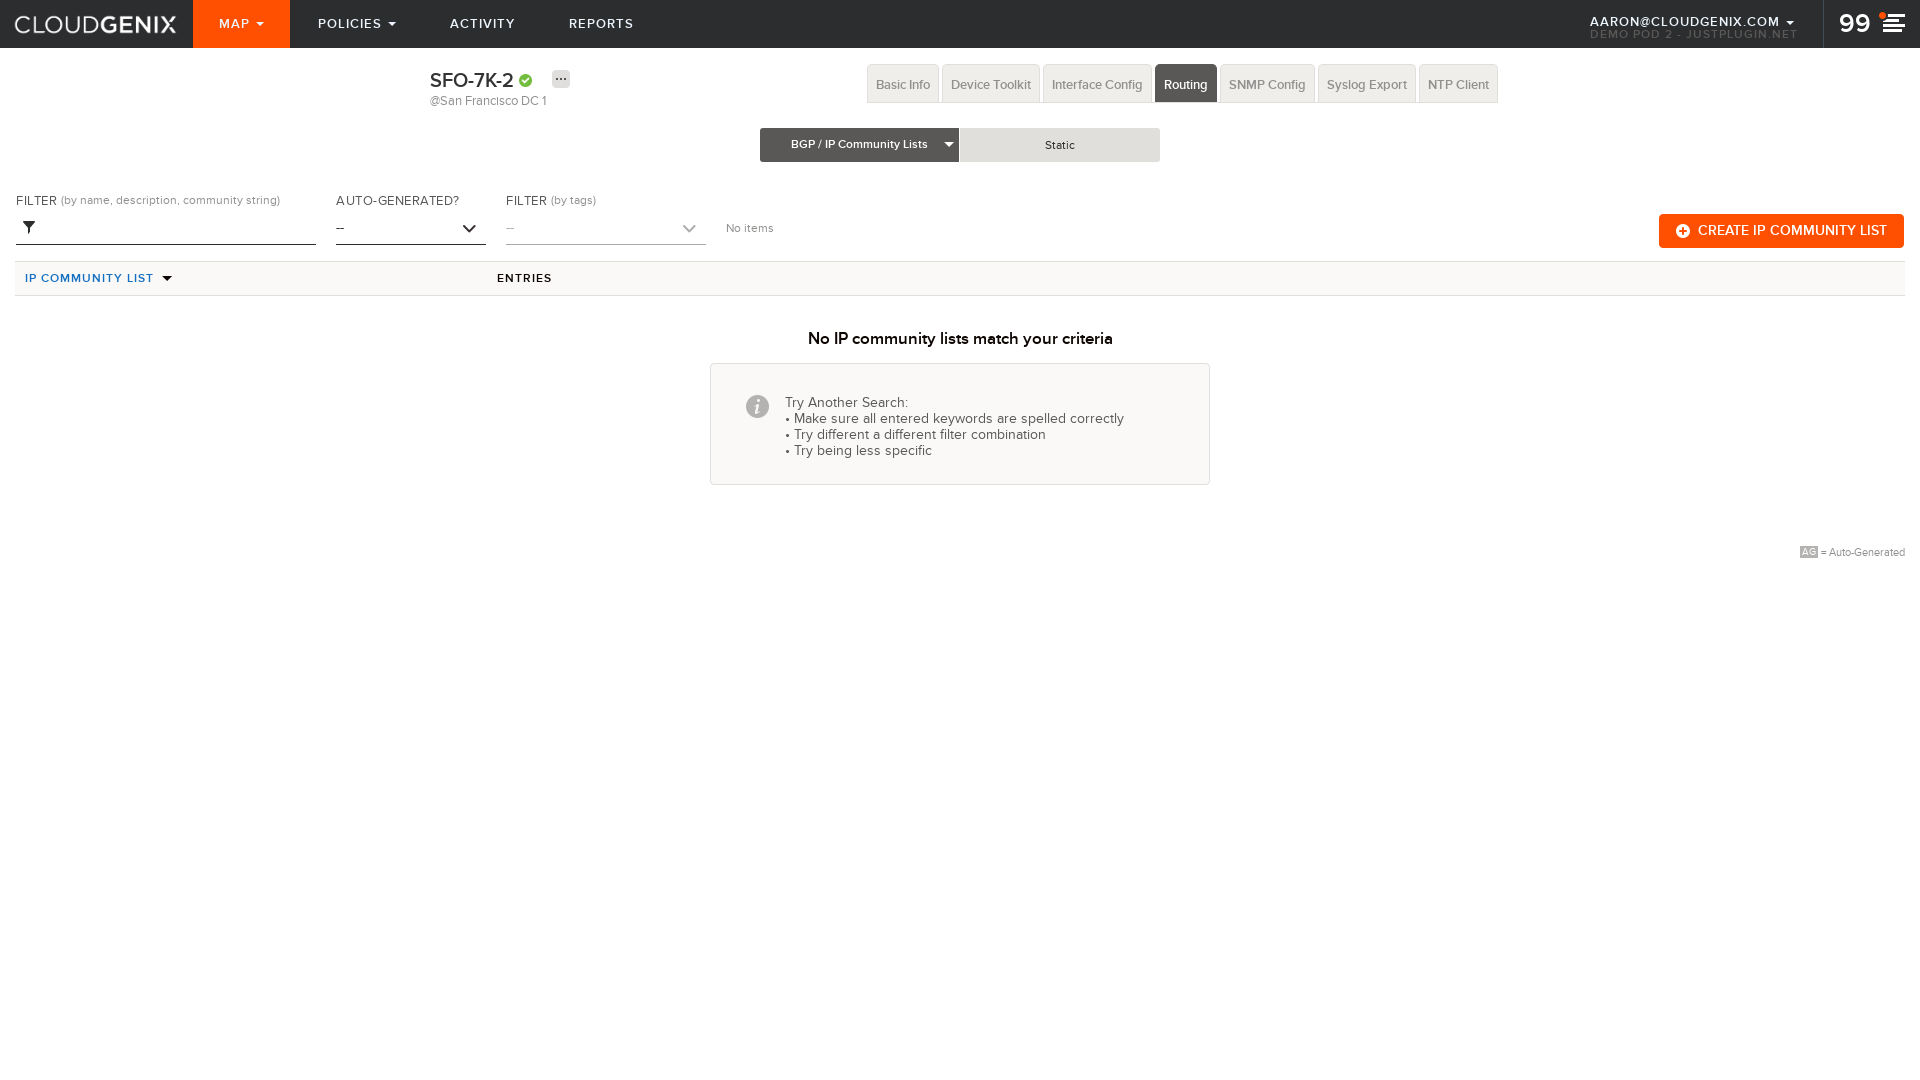 CLOUDGENIX MAP POLICIES ACTIVITY REPORTS AARON@CLOUDGENIX.COM 99
DEMO POD 2 - JUSTPLUGIN.NET
SFO-7K-2 ... Basic Info Device Toolkit Interface Config Routing SNMP Config Syslog Export NTP Client
@San Francisco DC 1
BGP / IP Community Lists Static
FILTER (by name, description, community string) AUTO-GENERATED? FILTER (by tags)
-- -- No items CREATE IP COMMUNITY LIST
IP COMMUNITY LIST ENTRIES
No IP community lists match your criteria
Try Another Search:
• Make sure all entered keywords are spelled correctly
• Try different a different filter combination
• Try being less specific
AG = Auto-Generated